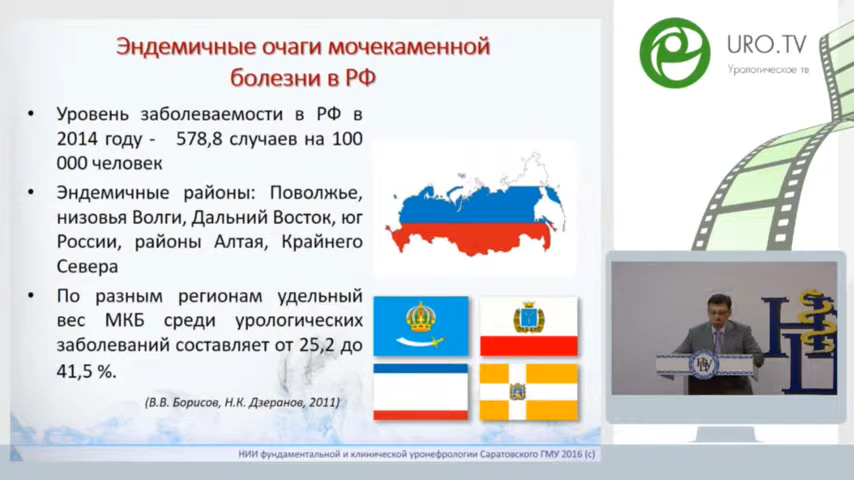 Эндемичные очаги мочекаменной
болезни в РФ
• Уровень заболеваемости в РФ в
2014 году - 578,8 случаев на 100
000 человек
• Эндемичные районы: Поволжье,
низовья Волги, Дальний Восток, юг
России, районы Алтая, Крайнего
Севера
• По разным регионам удельный
вес МКБ среди урологических
заболеваний составляет от 25,2 до
41,5 %.
(В.В. Борисов, Н.К. Дзеранов, 2011)
НИИ фундаментальной и клинической уронефрологии Саратовского ГМУ 2016 (с)
URO.TV
Урологическое тв